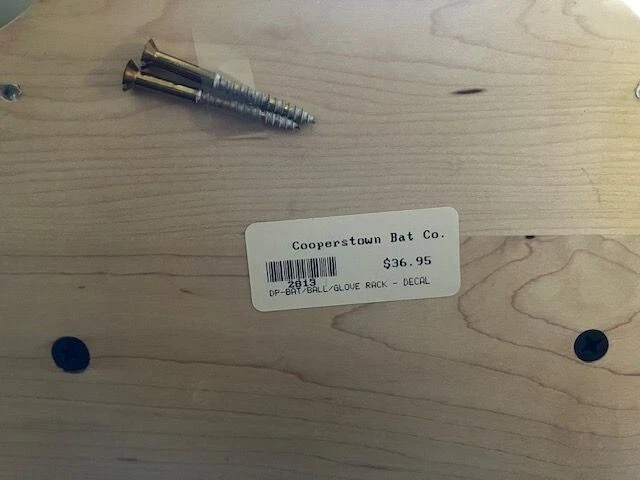 Cooperstown Bat Co.
$36.95
2813
DP-BAT/BALL/GLOVE RACK - DECAL